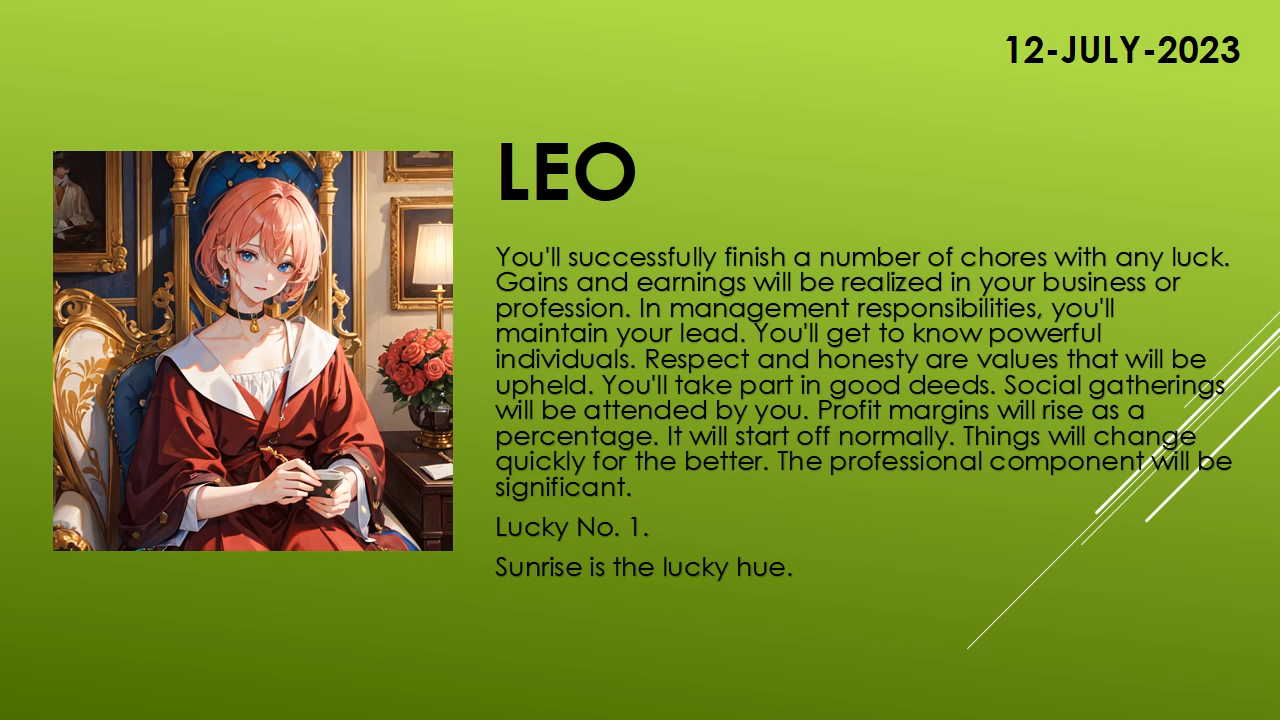 12-JULY-2023
LEO
You'll successfully finish a number of chores with any luck.
Gains and earnings will be realized in your business or
profession. In management responsibilities, you'll
maintain your lead. You'll get to know powerful
individuals. Respect and honesty are values that will be
upheld. You'll take part in good deeds. Social gatherings
will be attended by you. Profit margins will rise as a
percentage. It will start off normally. Things will change
quickly for the better. The professional component will be
significant.
Lucky No. 1.
Sunrise is the lucky hue.